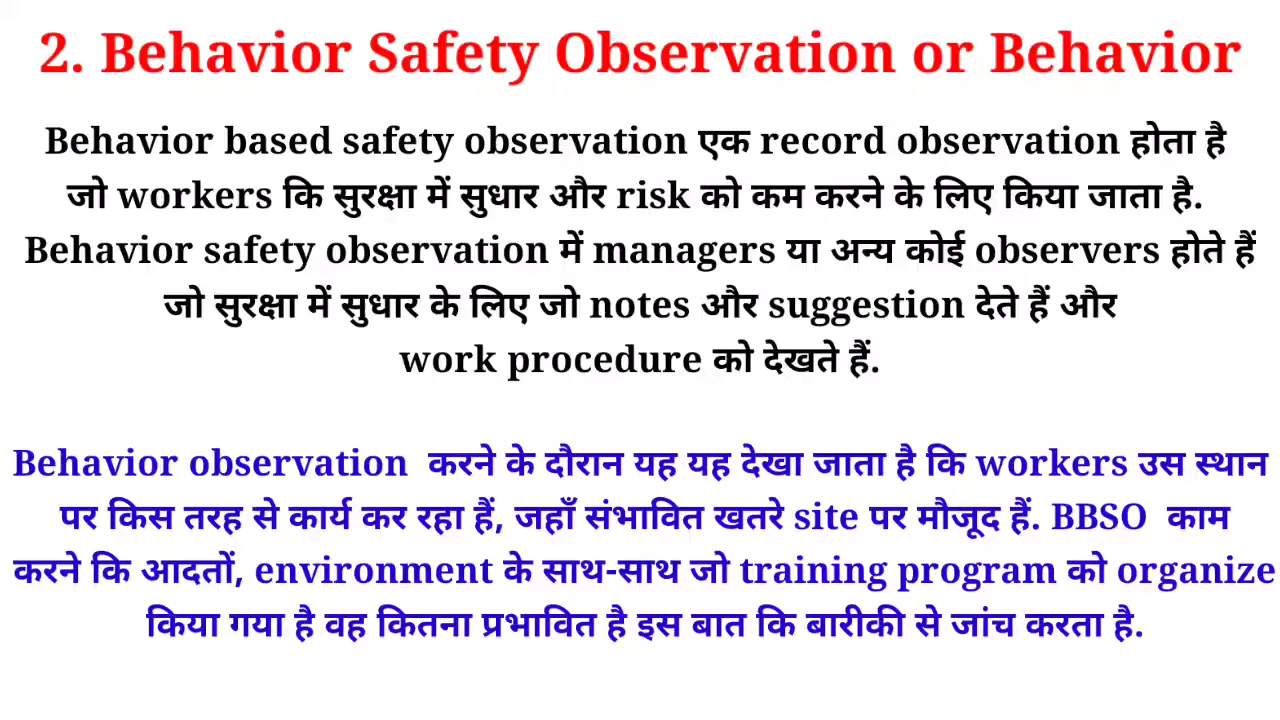 2. Behavior Safety Observation or Behavior
Behavior based safety observation एक record observation होता है
जो workers कि सुरक्षा में सुधार और risk को कम करने के लिए किया जाता है.
Behavior safety observation में managers या अन्य कोई observers होते हैं
जो सुरक्षा में सुधार के लिए जो notes और suggestion देते हैं और
work procedure को देखते हैं.
Behavior observation करने के दौरान यह यह देखा जाता है कि workers उस स्थान
पर किस तरह से कार्य कर रहा हैं, जहाँ संभावित खतरे site पर मौजूद हैं. BBSO काम
करने कि आदतों, environment के साथ-साथ जो training program को organize
किया गया है वह कितना प्रभावित है इस बात कि बारीकी से जांच करता है.